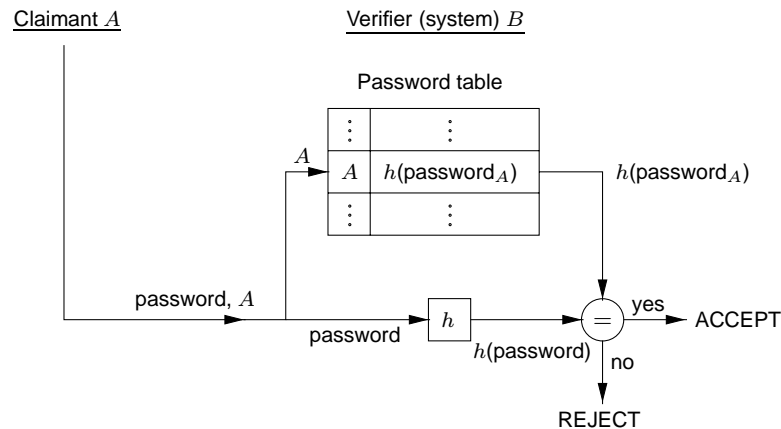 Claimant A
Verifier (system) B
Password table
⋮ ⋮
A
A h(password_A)
h(password_A)
⋮ ⋮
password, A
password
h
h(password)
=
yes
ACCEPT
no
REJECT